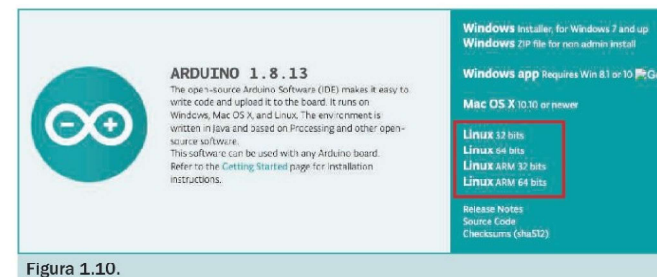 ARDUINO 1.8.13
The open-source Arduino Software (IDE) makes it easy to
write code and upload it to the board. It runs on
Windows, Mac OS X, and Linux. The environment is
written in Java and based on Processing and other open-
source software.
This software can be used with any Arduino board.
Refer to the Getting Started page for Installation
instructions.
Windows Installer, for Windows 7 and up
Windows ZIP file for non admin install
Windows app Requires Win 8.1 or 10
Mac OS X 10.10 or newer
Linux 32 bits
Linux 64 bits
Linux ARM 32 bits
Linux ARM 64 bits
Release Notes
Source Code
Checksums (sha512)
Figura 1.10.